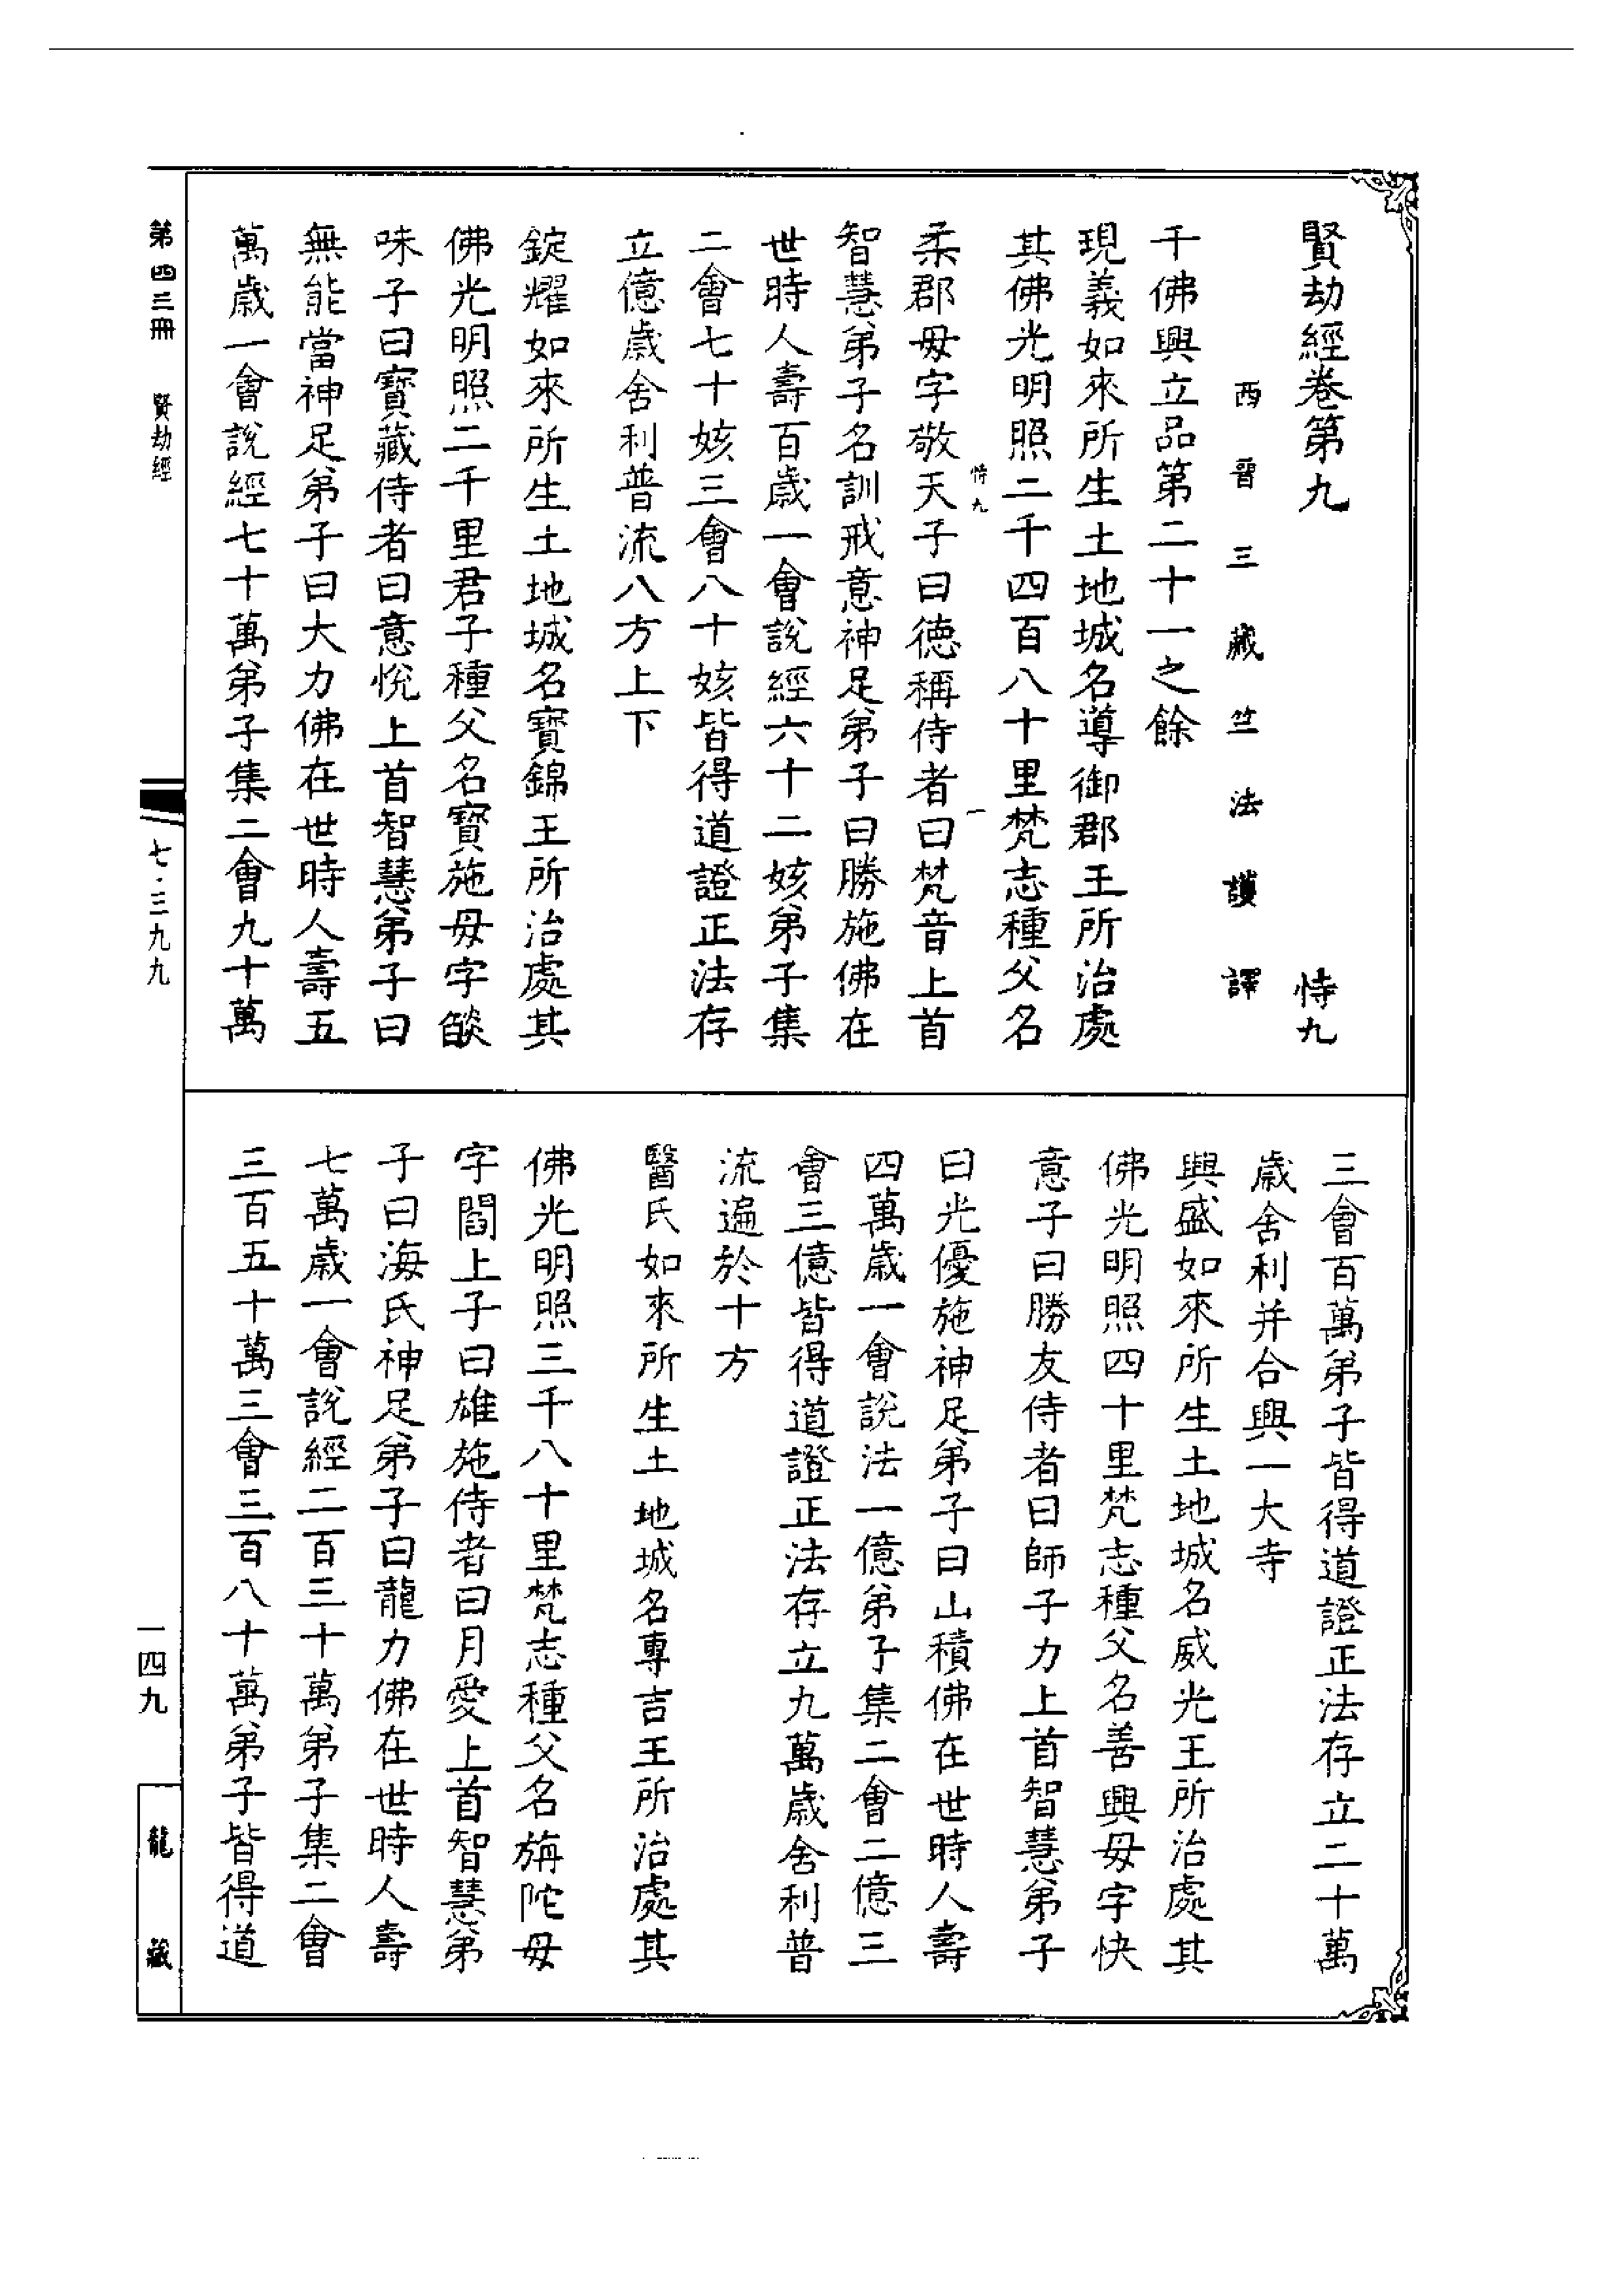 賢劫經卷第九　恃九
西晉三藏竺法護譯
千佛興立品第二十一之餘
現義如來所生土地城名導御郡王所治處
其佛光明照二千四百八十里梵志種父名
恃九　一
柔郡母字敬天子曰德稱侍者曰梵音上首
智慧弟子名訓戒意神足弟子曰勝施佛在
世時人壽百歲一會說經六十二姟弟子集
二會七十姟三會八十姟皆得道證正法存
立億歲舍利普流八方上下
錠耀如來所生土地城名寶錦王所治處其
佛光明照二千里君子種父名寶施母字燄
味子曰寶藏侍者曰意悅上首智慧弟子曰
無能當神足弟子曰大力佛在世時人壽五
萬歲一會說經七十萬弟子集二會九十萬
三會百萬弟子皆得道證正法存立二十萬
歲舍利并合興一大寺
興盛如來所生土地城名威光王所治處其
佛光明照四十里梵志種父名善興母字快
意子曰勝友侍者曰師子力上首智慧弟子
曰光優施神足弟子曰山積佛在世時人壽
四萬歲一會說法一億弟子集二會二億三
會三億皆得道證正法存立九萬歲舍利普
流遍於十方
醫氏如來所生土地城名專吉王所治處其
佛光明照三千八十里梵志種父名旃陀母
字閻上子曰雄施侍者曰月愛上首智慧弟
子曰海氏神足弟子曰龍力佛在世時人壽
七萬歲一會說經二百三十萬弟子集二會
三百五十萬三會三百八十萬弟子皆得道
第四三冊　賢劫經
七·三九九
一四九
龍藏